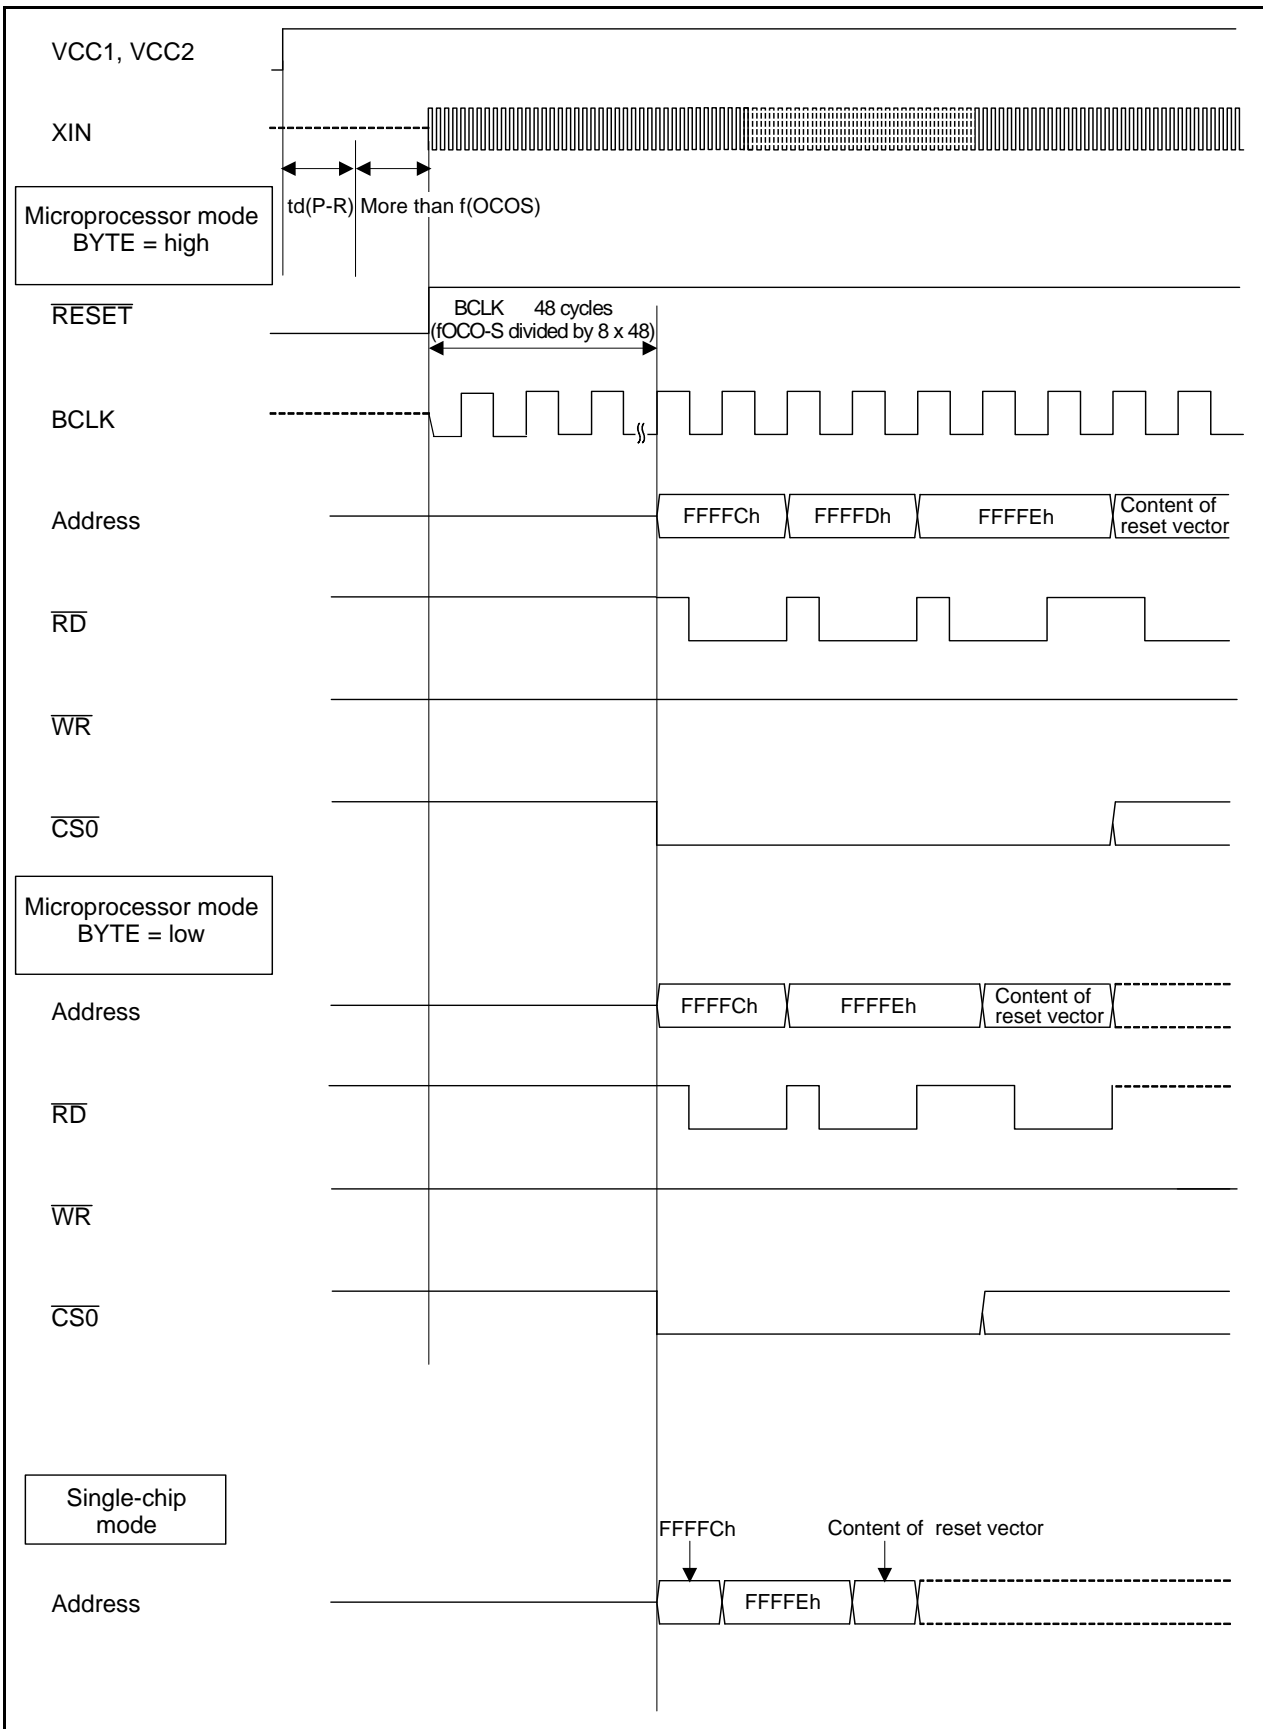 VCC1, VCC2
XIN
td(P-R) More than f(OCOS)
Microprocessor mode
BYTE = high
RESET
BCLK 48 cycles
(fOCO-S divided by 8 x 48)
BCLK
Address
FFFFCh FFFFDh FFFFEh Content of
reset vector
RD
WR
CS0
Microprocessor mode
BYTE = low
Address
FFFFCh FFFFEh Content of
reset vector
RD
WR
CS0
Single-chip
mode
FFFFCh Content of reset vector
Address
FFFFEh